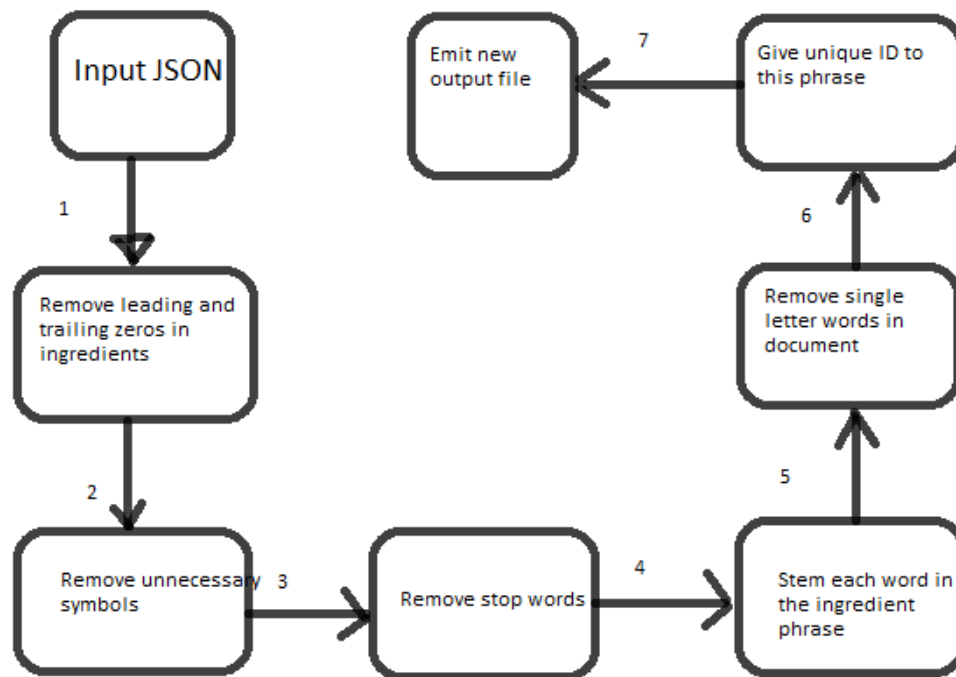 Input JSON
1
Remove leading and
trailing zeros in
ingredients
2
Remove unnecessary
symbols
3
Remove stop words
4
Stem each word in
the ingredient
phrase
5
Remove single
letter words in
document
6
Give unique ID to
this phrase
7
Emit new
output file